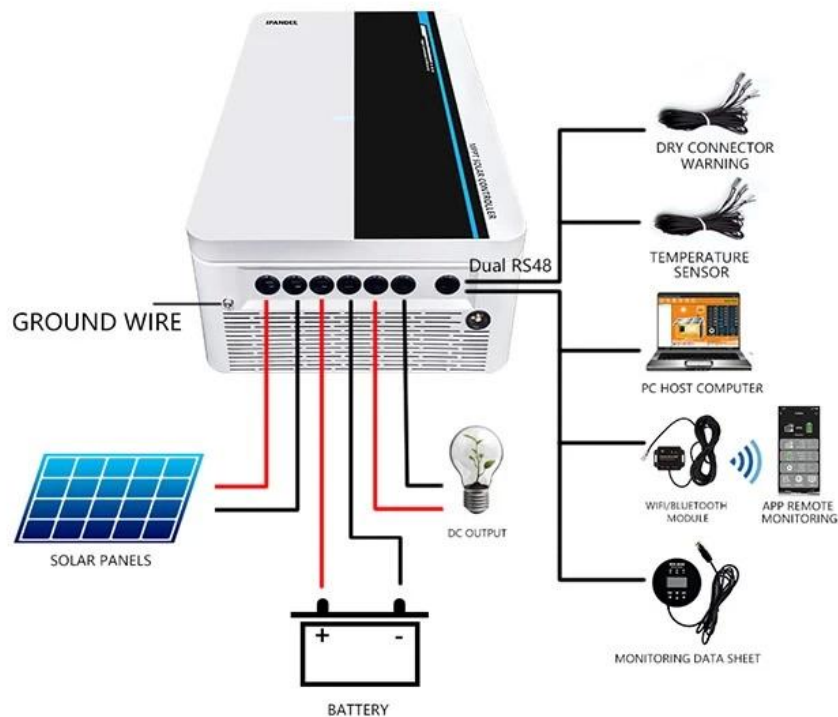 IPANDEE
MPPT SOLAR CONTROLLER
Dual RS48
GROUND WIRE
DRY CONNECTOR
WARNING
TEMPERATURE
SENSOR
PC HOST COMPUTER
WIFI/BLUETOOTH
MODULE
APP REMOTE
MONITORING
MONITORING DATA SHEET
SOLAR PANELS
DC OUTPUT
+
-
BATTERY